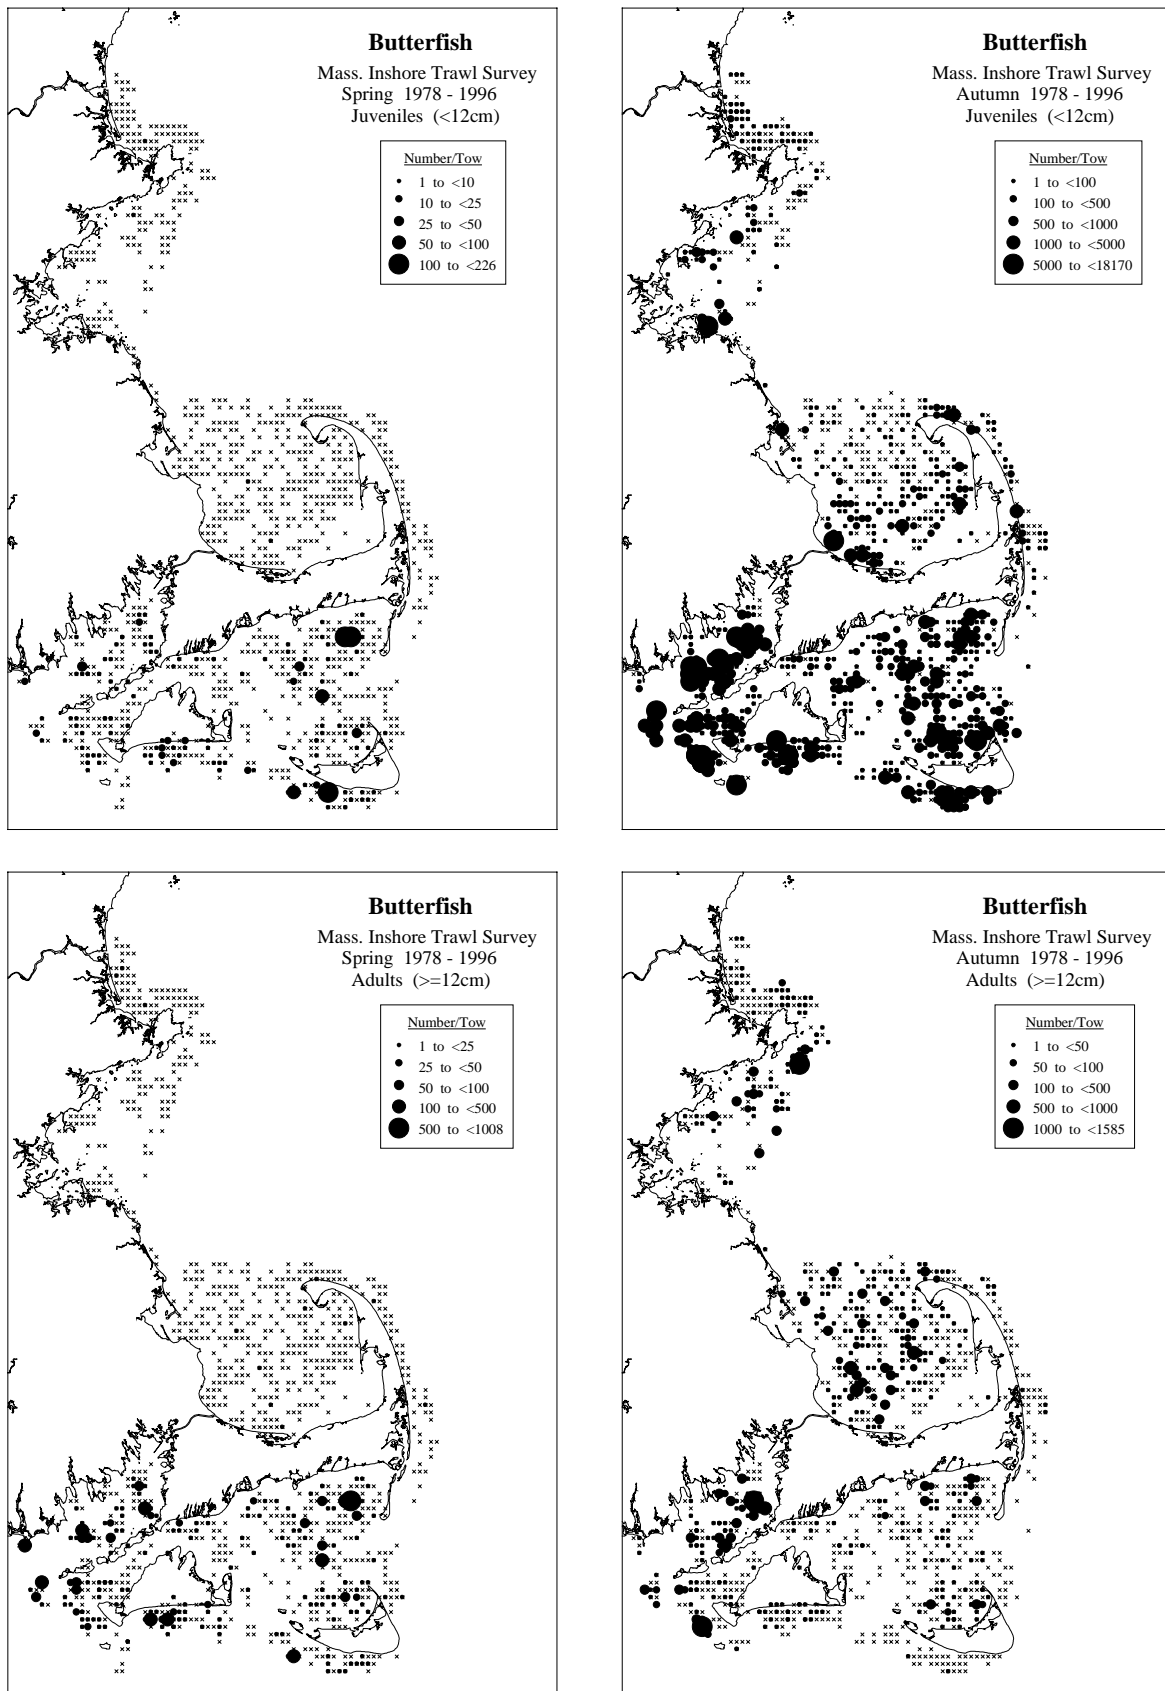 Butterfish
Mass. Inshore Trawl Survey
Spring 1978 - 1996
Juveniles (<12cm)
Number/Tow
1 to <10
10 to <25
25 to <50
50 to <100
100 to <226
Butterfish
Mass. Inshore Trawl Survey
Autumn 1978 - 1996
Juveniles (<12cm)
Number/Tow
1 to <100
100 to <500
500 to <1000
1000 to <5000
5000 to <18170
Butterfish
Mass. Inshore Trawl Survey
Spring 1978 - 1996
Adults (>=12cm)
Number/Tow
1 to <25
25 to <50
50 to <100
100 to <500
500 to <1008
Butterfish
Mass. Inshore Trawl Survey
Autumn 1978 - 1996
Adults (>=12cm)
Number/Tow
1 to <50
50 to <100
100 to <500
500 to <1000
1000 to <1585